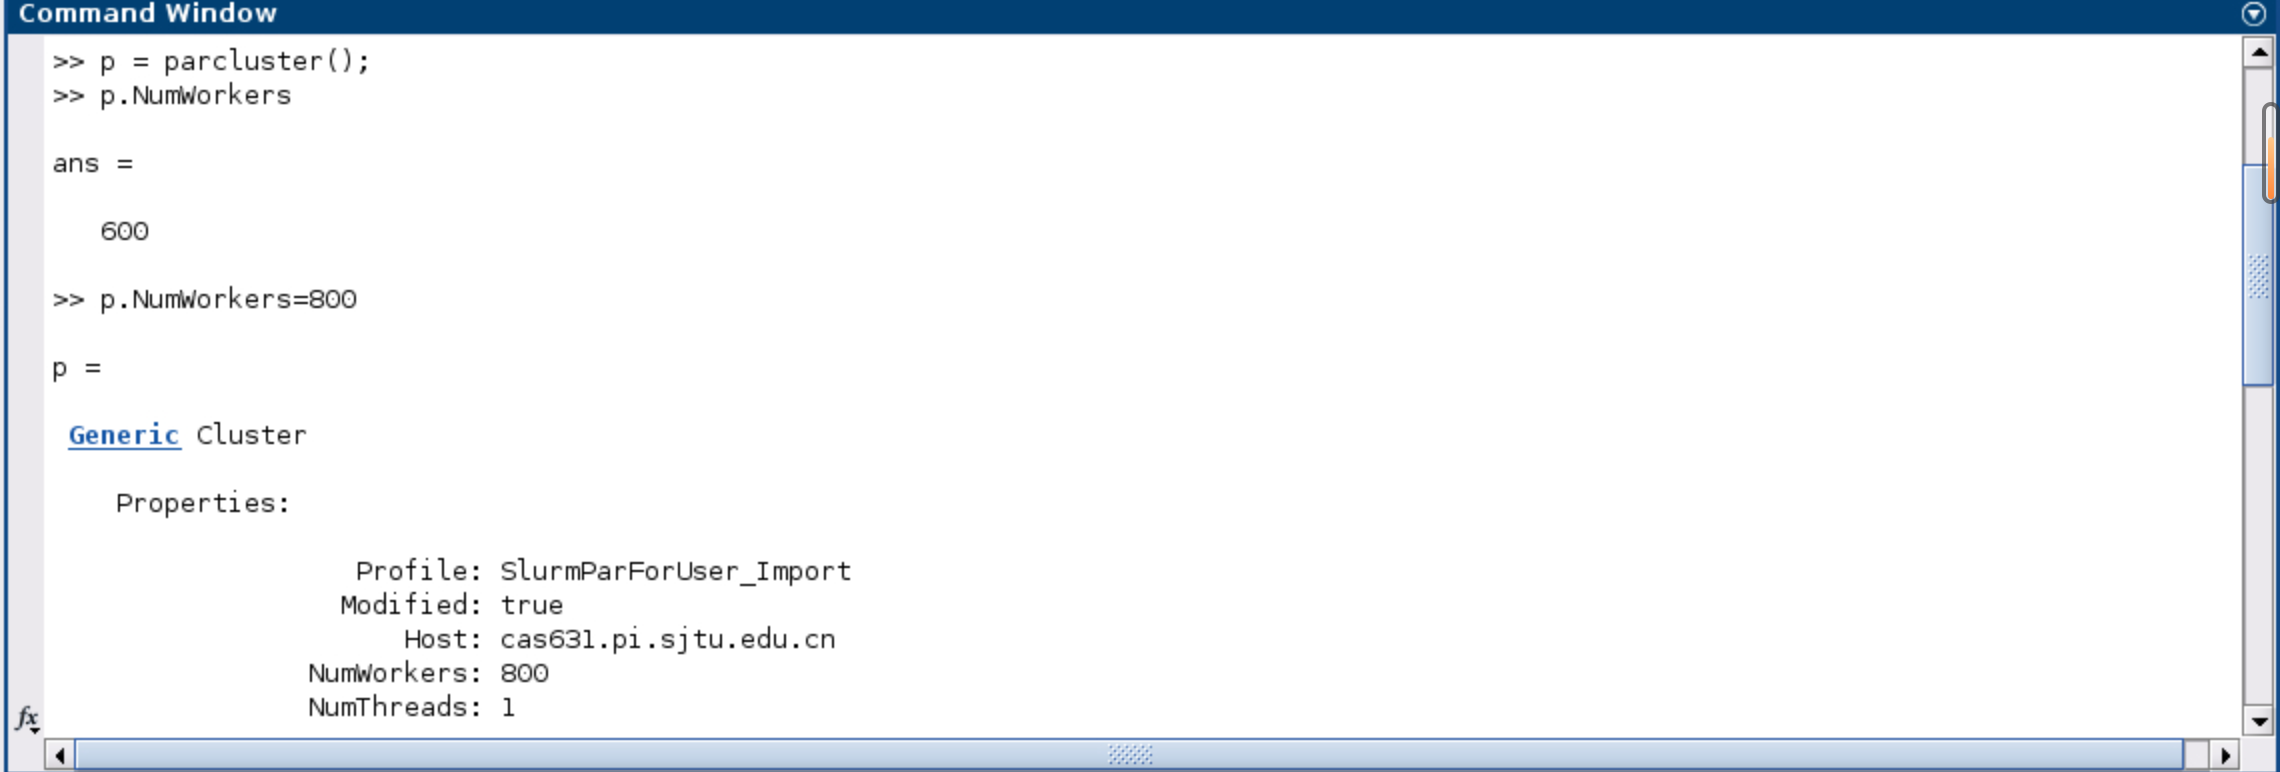 Command Window
>> p = parcluster();
>> p.NumWorkers
ans =
600
>> p.NumWorkers=800
p =
Generic Cluster
Properties:
Profile: SlurmParForUser_Import
Modified: true
Host: cas631.pi.sjtu.edu.cn
NumWorkers: 800
NumThreads: 1
fx